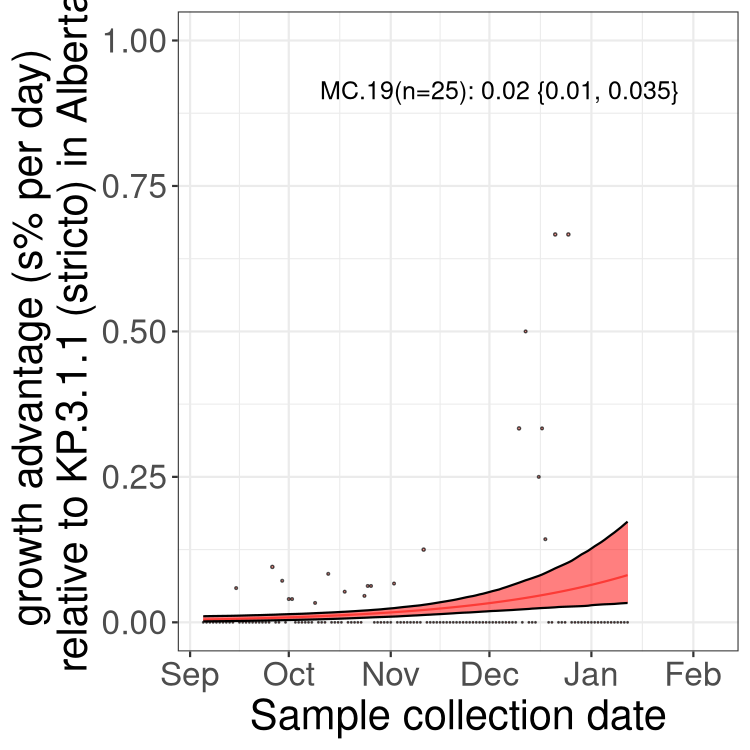 growth advantage (s% per day)
relative to KP.3.1.1 (stricto) in Alberta
1.00
0.75
0.50
0.25
0.00
MC.19(n=25): 0.02 {0.01, 0.035}
Sep Oct Nov Dec Jan Feb
Sample collection date